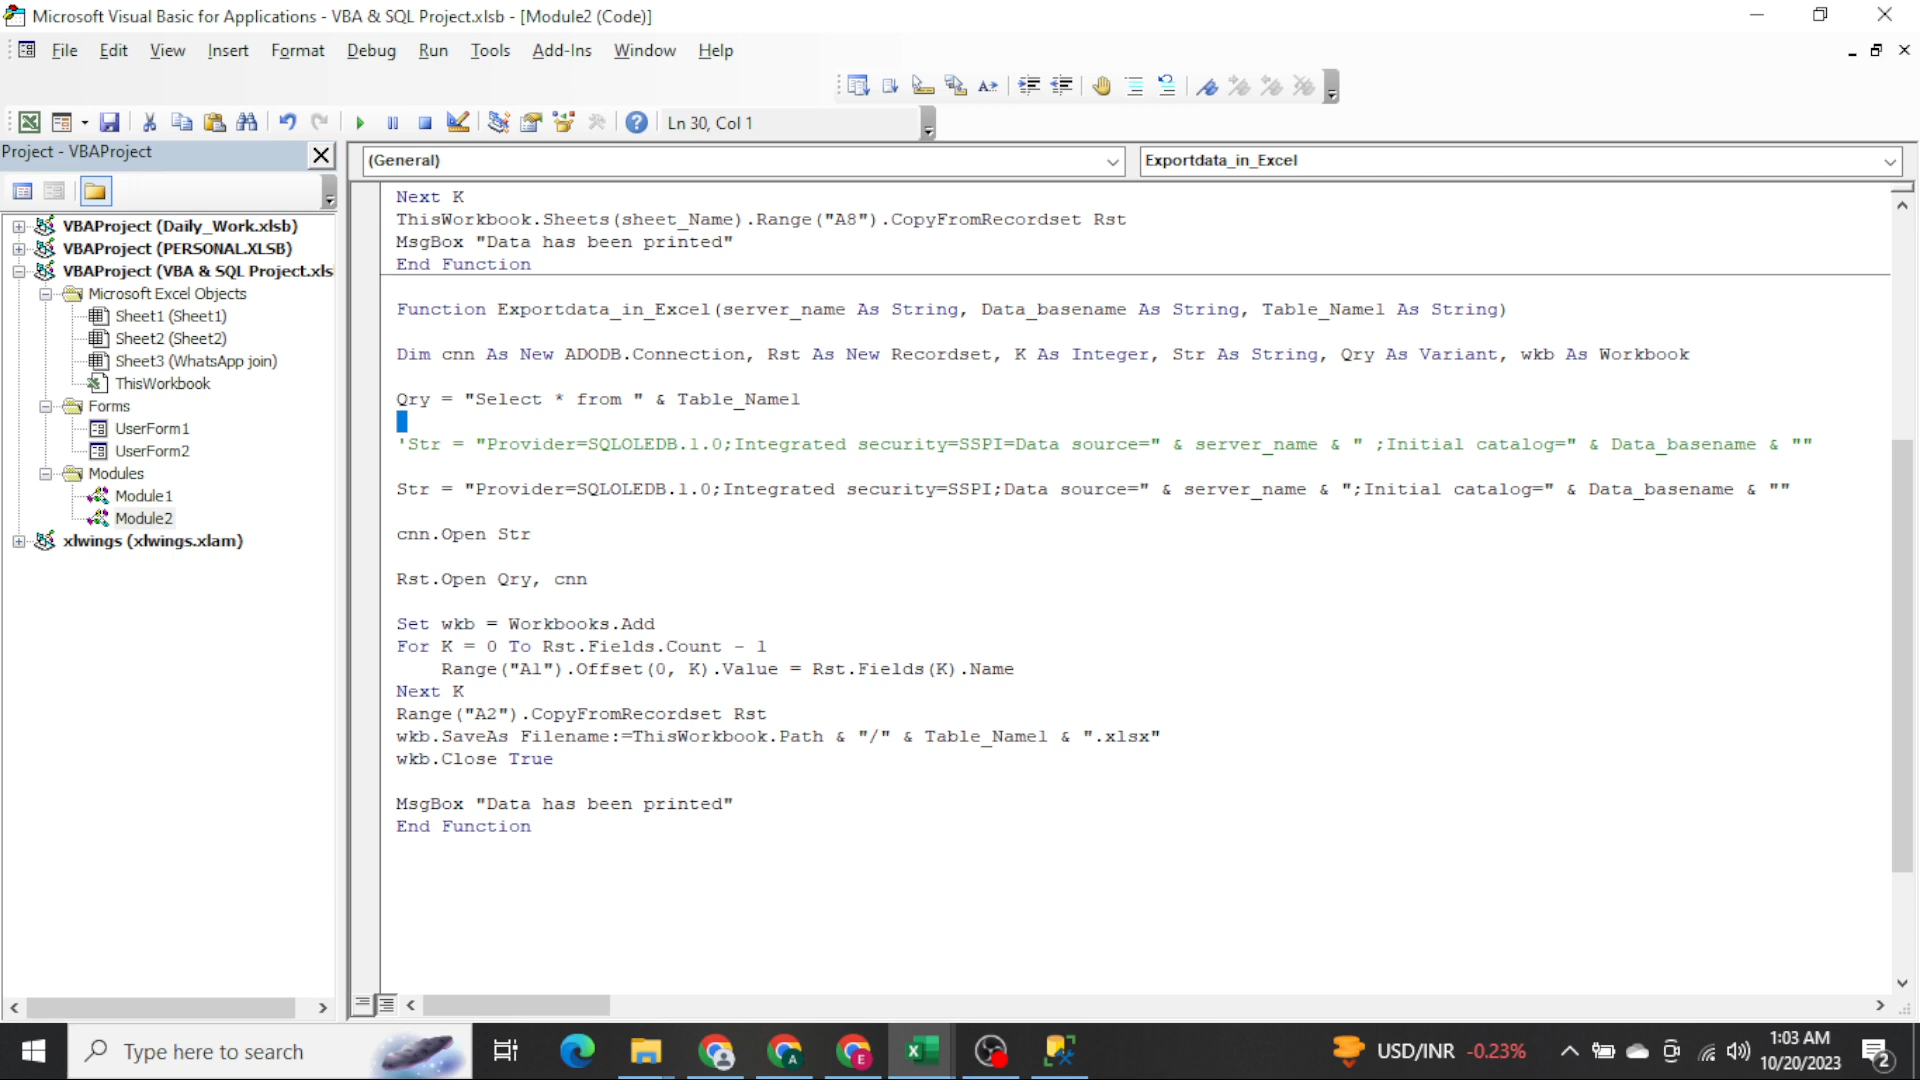 Microsoft Visual Basic for Applications - VBA & SQL Project.xlsb - [Module2 (Code)]
File Edit View Insert Format Debug Run Tools Add-Ins Window Help
Ln 30, Col 1
Project - VBAProject
(General)
Exportdata_in_Excel
VBAProject (Daily_Work.xlsb)
VBAProject (PERSONAL.XLSB)
VBAProject (VBA & SQL Project.xls
Microsoft Excel Objects
Sheet1 (Sheet1)
Sheet2 (Sheet2)
Sheet3 (WhatsApp join)
ThisWorkbook
Forms
UserForm1
UserForm2
Modules
Module1
Module2
xlwings (xlwings.xlam)
Next K
ThisWorkbook.Sheets(sheet_Name).Range("A8").CopyFromRecordset Rst
MsgBox "Data has been printed"
End Function
Function Exportdata_in_Excel(server_name As String, Data_basename As String, Table_Name1 As String)
Dim cnn As New ADODB.Connection, Rst As New Recordset, K As Integer, Str As String, Qry As Variant, wkb As Workbook
Qry = "Select * from " & Table_Name1
'Str = "Provider=SQLOLEDB.1.0;Integrated security=SSPI=Data source=" & server_name & " ;Initial catalog=" & Data_basename & ""
Str = "Provider=SQLOLEDB.1.0;Integrated security=SSPI;Data source=" & server_name & ";Initial catalog=" & Data_basename & ""
cnn.Open Str
Rst.Open Qry, cnn
Set wkb = Workbooks.Add
For K = 0 To Rst.Fields.Count - 1
Range("A1").Offset(0, K).Value = Rst.Fields(K).Name
Next K
Range("A2").CopyFromRecordset Rst
wkb.SaveAs Filename:=ThisWorkbook.Path & "/" & Table_Name1 & ".xlsx"
wkb.Close True
MsgBox "Data has been printed"
End Function
Type here to search
USD/INR -0.23%
1:03 AM
10/20/2023
2